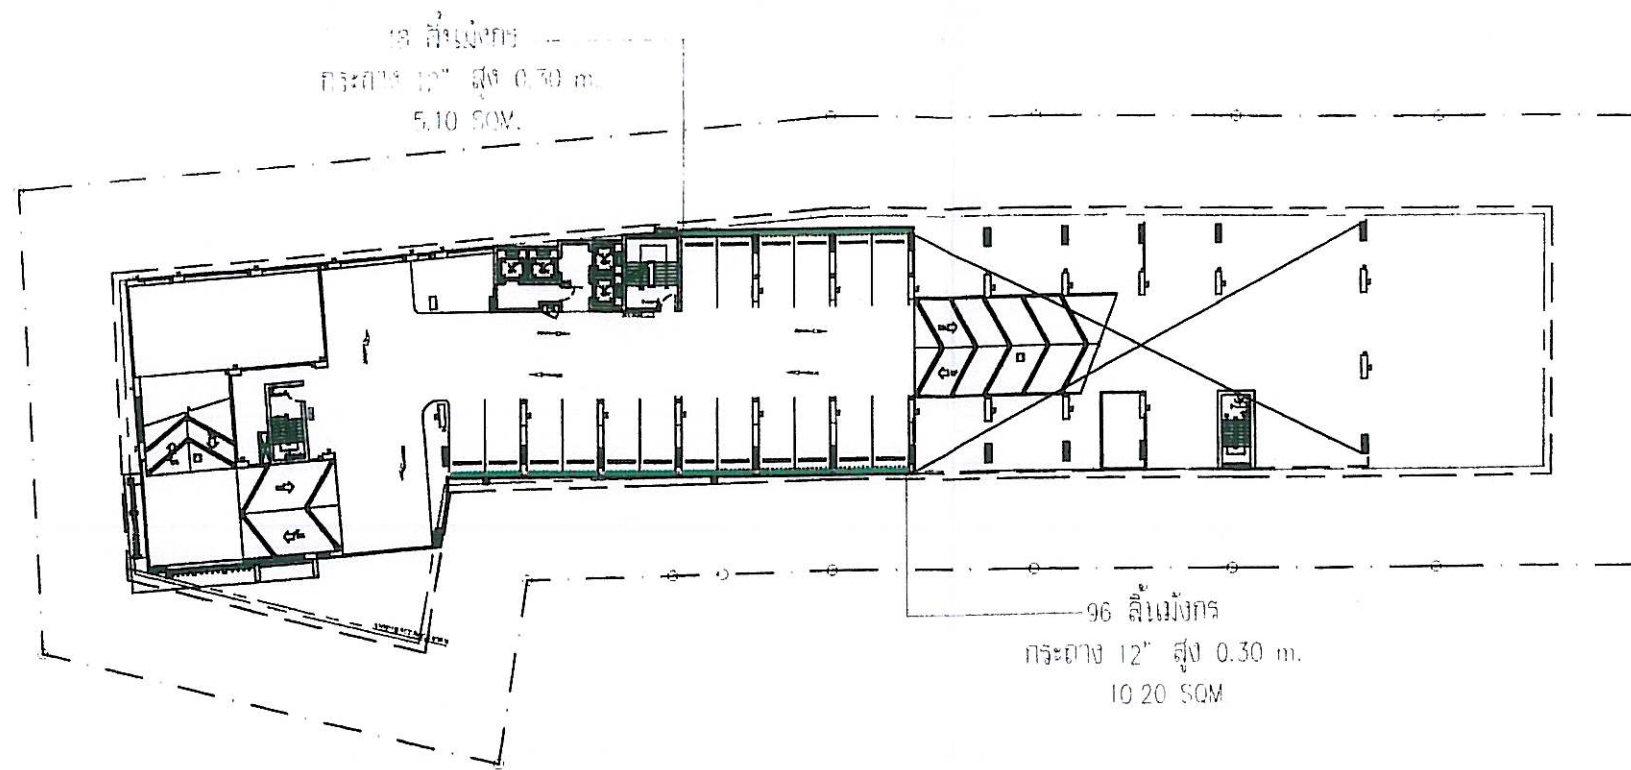 ลิ้นมังกร
กระถาง 12" สูง 0.30 m.
5.10 SQM.
96 ลิ้นมังกร
กระถาง 12" สูง 0.30 m.
10.20 SQM